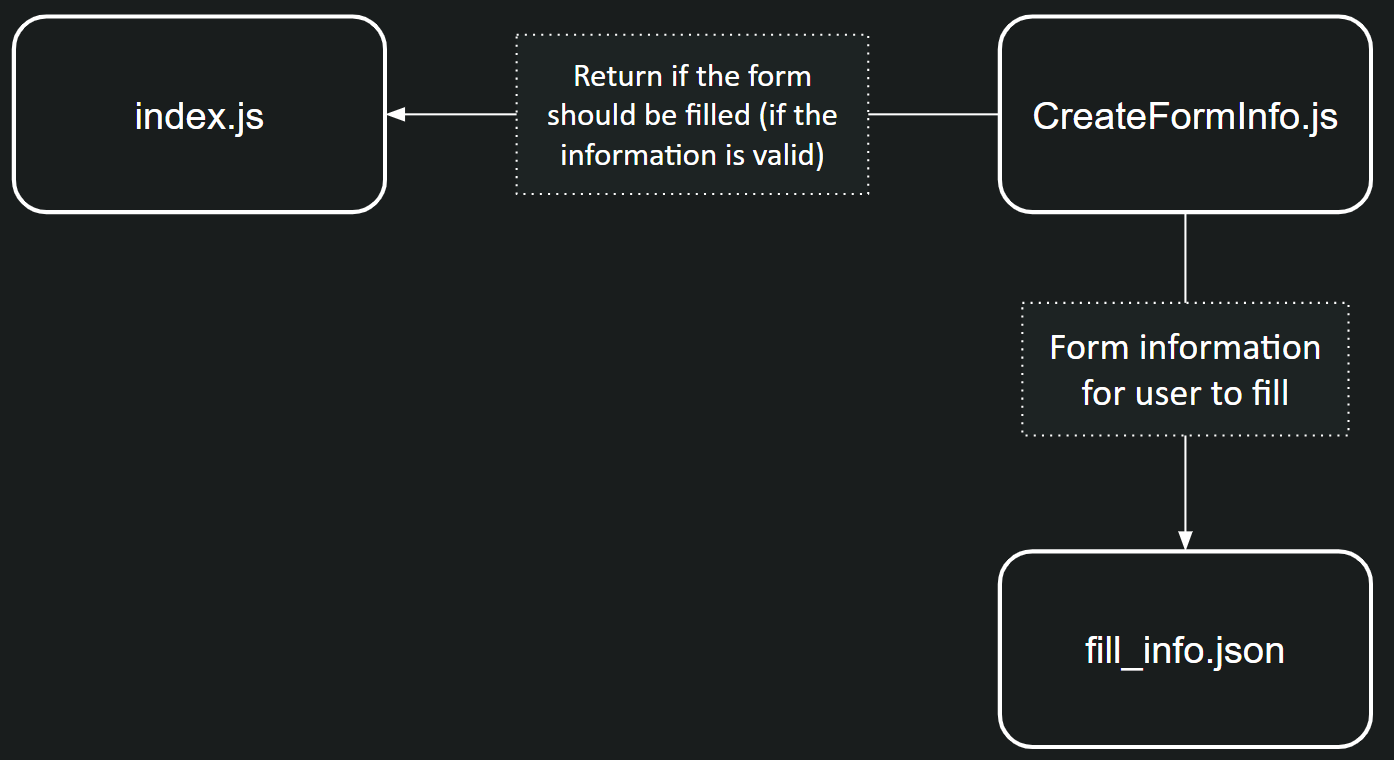 index.js
Return if the form
should be filled (if the
information is valid)
CreateFormInfo.js
Form information
for user to fill
fill_info.json